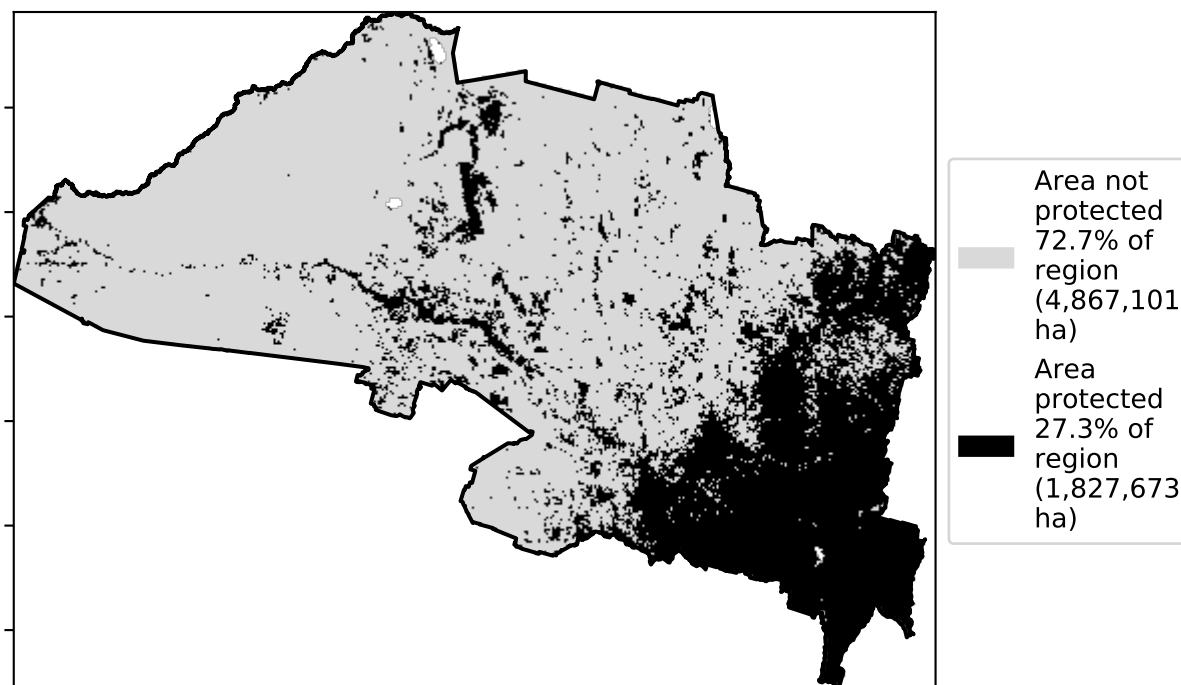 Area not
protected
72.7% of
region
(4,867,101
ha)
Area
protected
27.3% of
region
(1,827,673
ha)